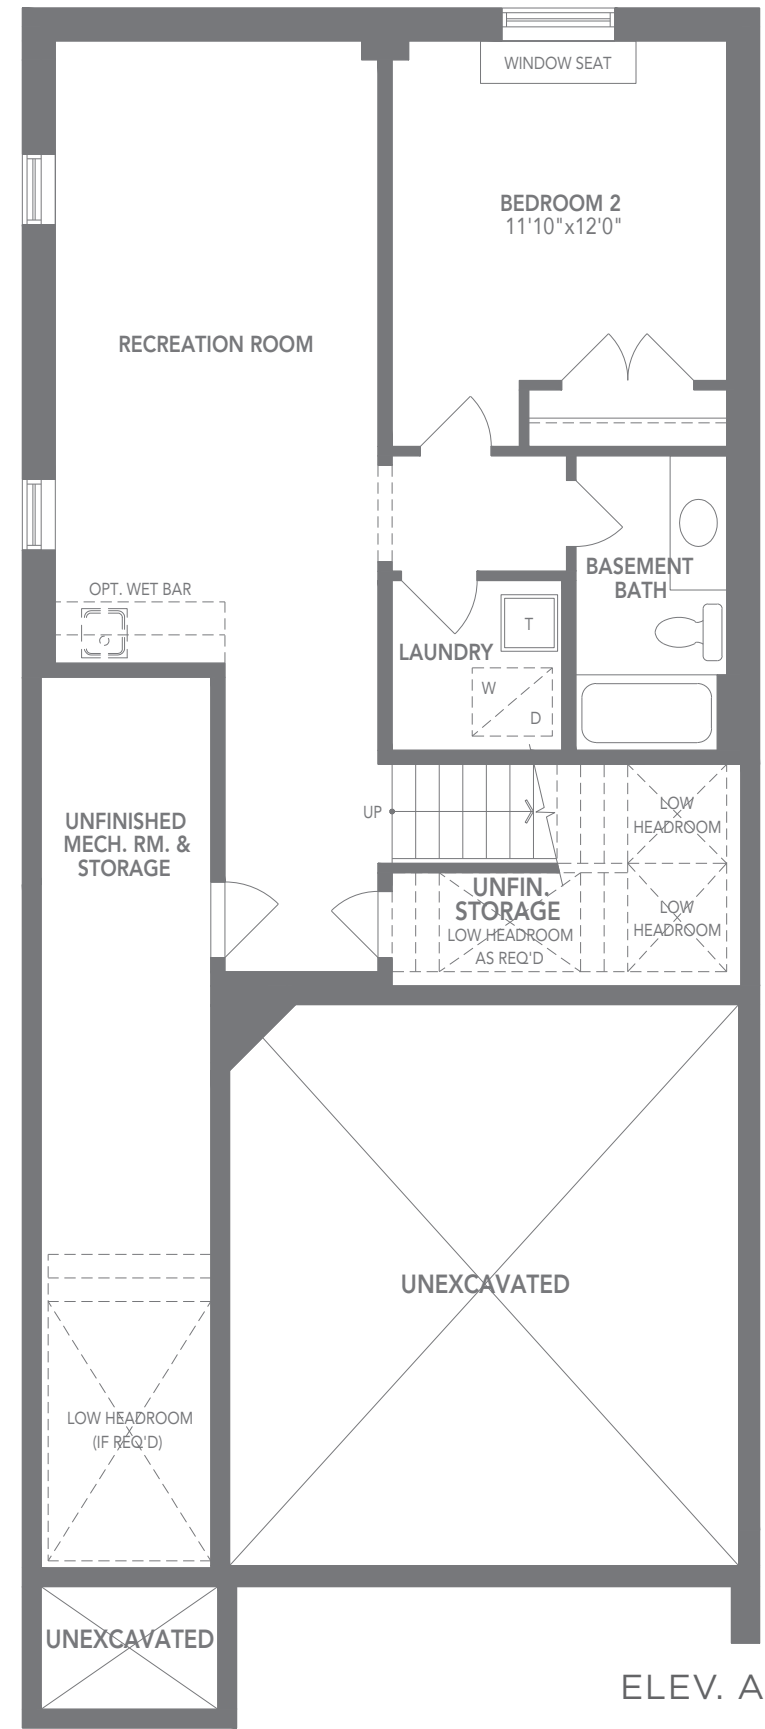 WINDOW SEAT
BEDROOM 2
11'10"x12'0"
RECREATION ROOM
OPT. WET BAR
BASEMENT
BATH
T
LAUNDRY
W
D
UP
LOW
HEADROOM
UNFINISHED
MECH. RM. &
STORAGE
UNFIN.
STORAGE
LOW HEADROOM
AS REQ'D
LOW
HEADROOM
UNEXCAVATED
LOW HEADROOM
(IF REQ'D)
UNEXCAVATED
ELEV. A